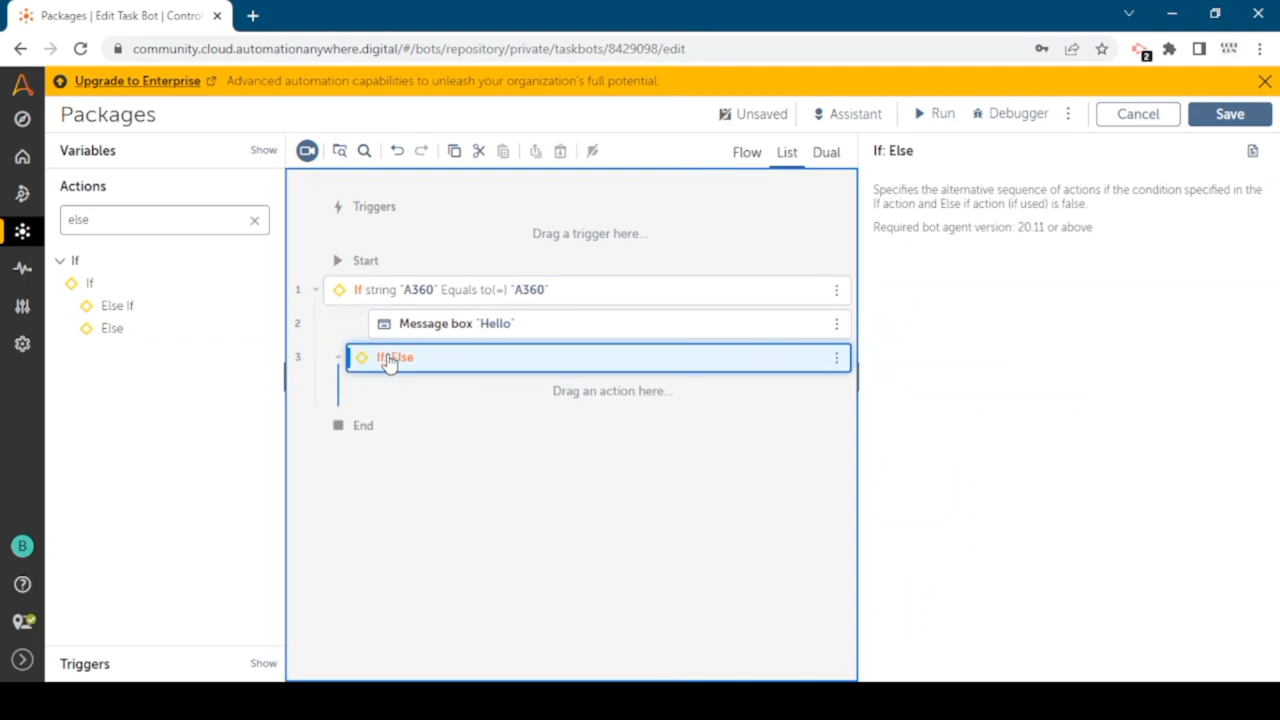 Packages | Edit Task Bot | Contro
community.cloud.automationanywhere.digital/#/bots/repository/private/taskbots/8429098/edit
2
Upgrade to Enterprise Advanced automation capabilities to unleash your organization's full potential.
Packages
Unsaved
Assistant
Run
Debugger
Cancel
Save
Variables
Show
Flow
List
Dual
If: Else
Actions
else
Specifies the alternative sequence of actions if the condition specified in the
If action and Else if action (if used) is false.
Required bot agent version: 20.11 or above
Triggers
Drag a trigger here...
Start
If
If
Else If
Else
1
If string "A360" Equals to(=) "A360"
2
Message box "Hello"
3
If: Else
Drag an action here...
End
B
Triggers
Show